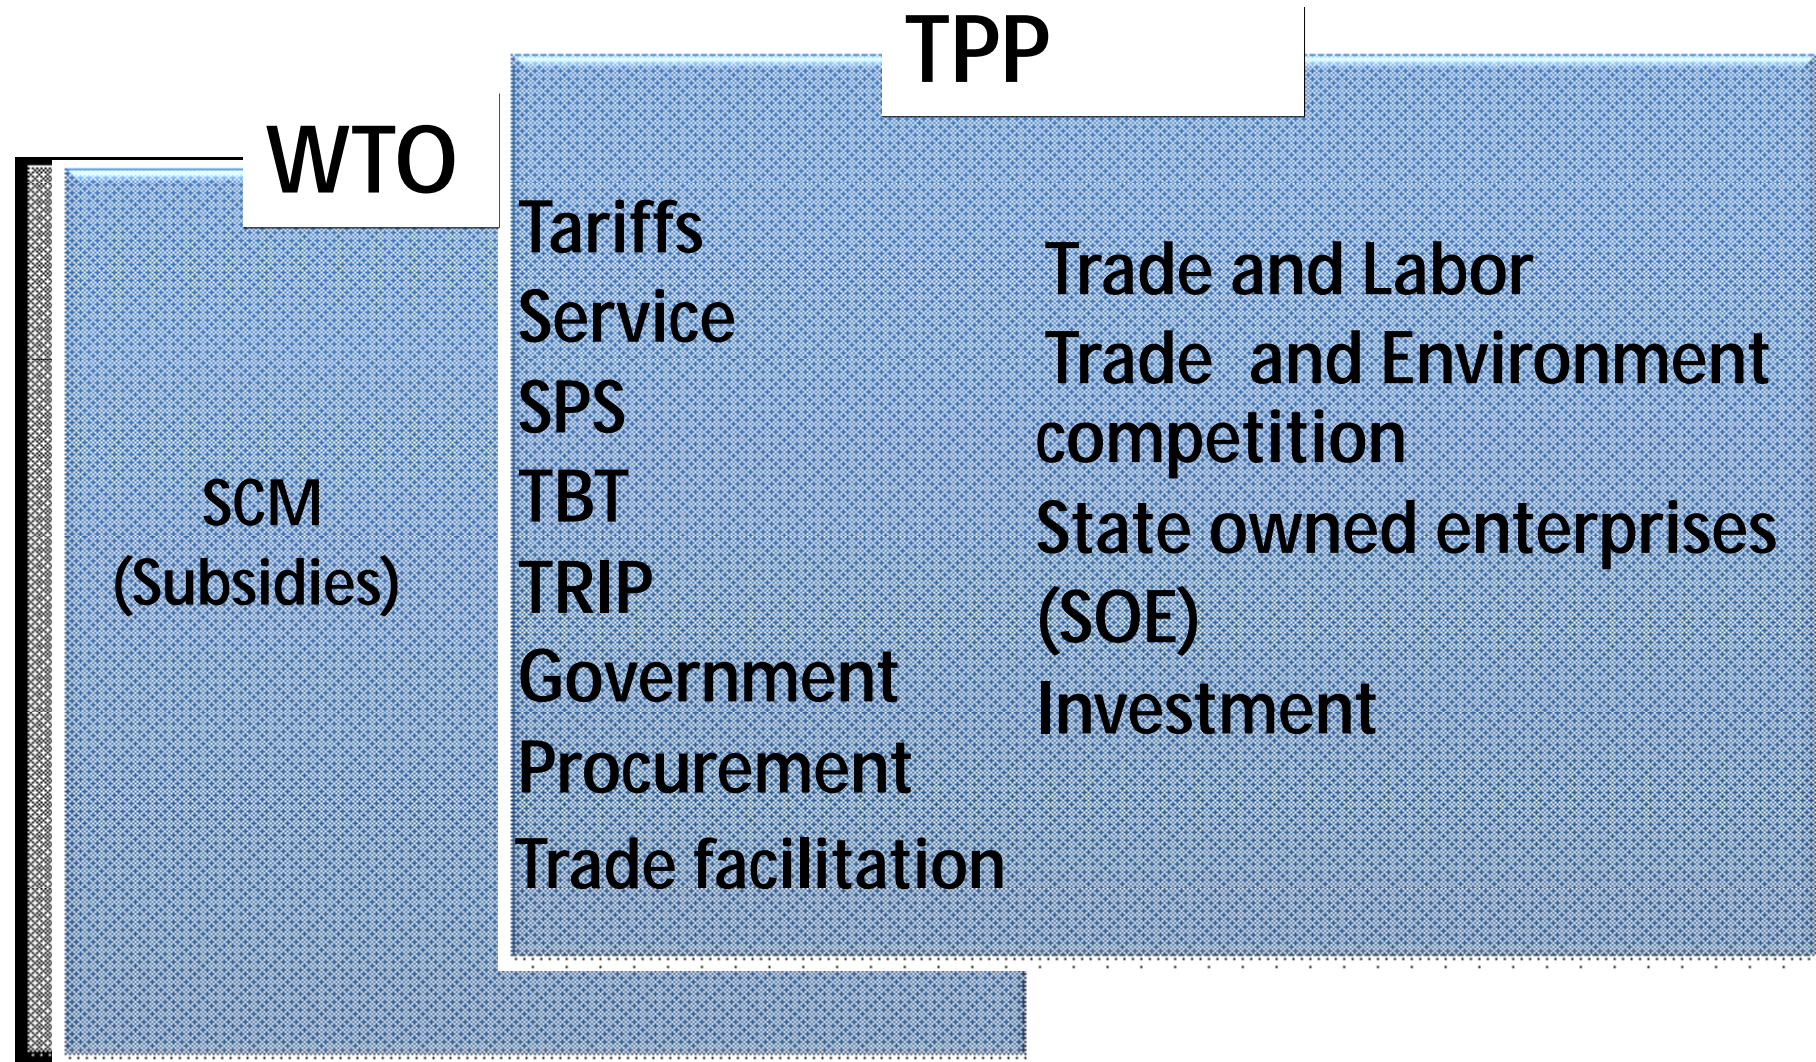 TPP
WTO
Tariffs
Service
SPS
TBT
TRIP
Government
Procurement
Trade facilitation
Trade and Labor
Trade and Environment
competition
State owned enterprises
(SOE)
Investment
SCM
(Subsidies)